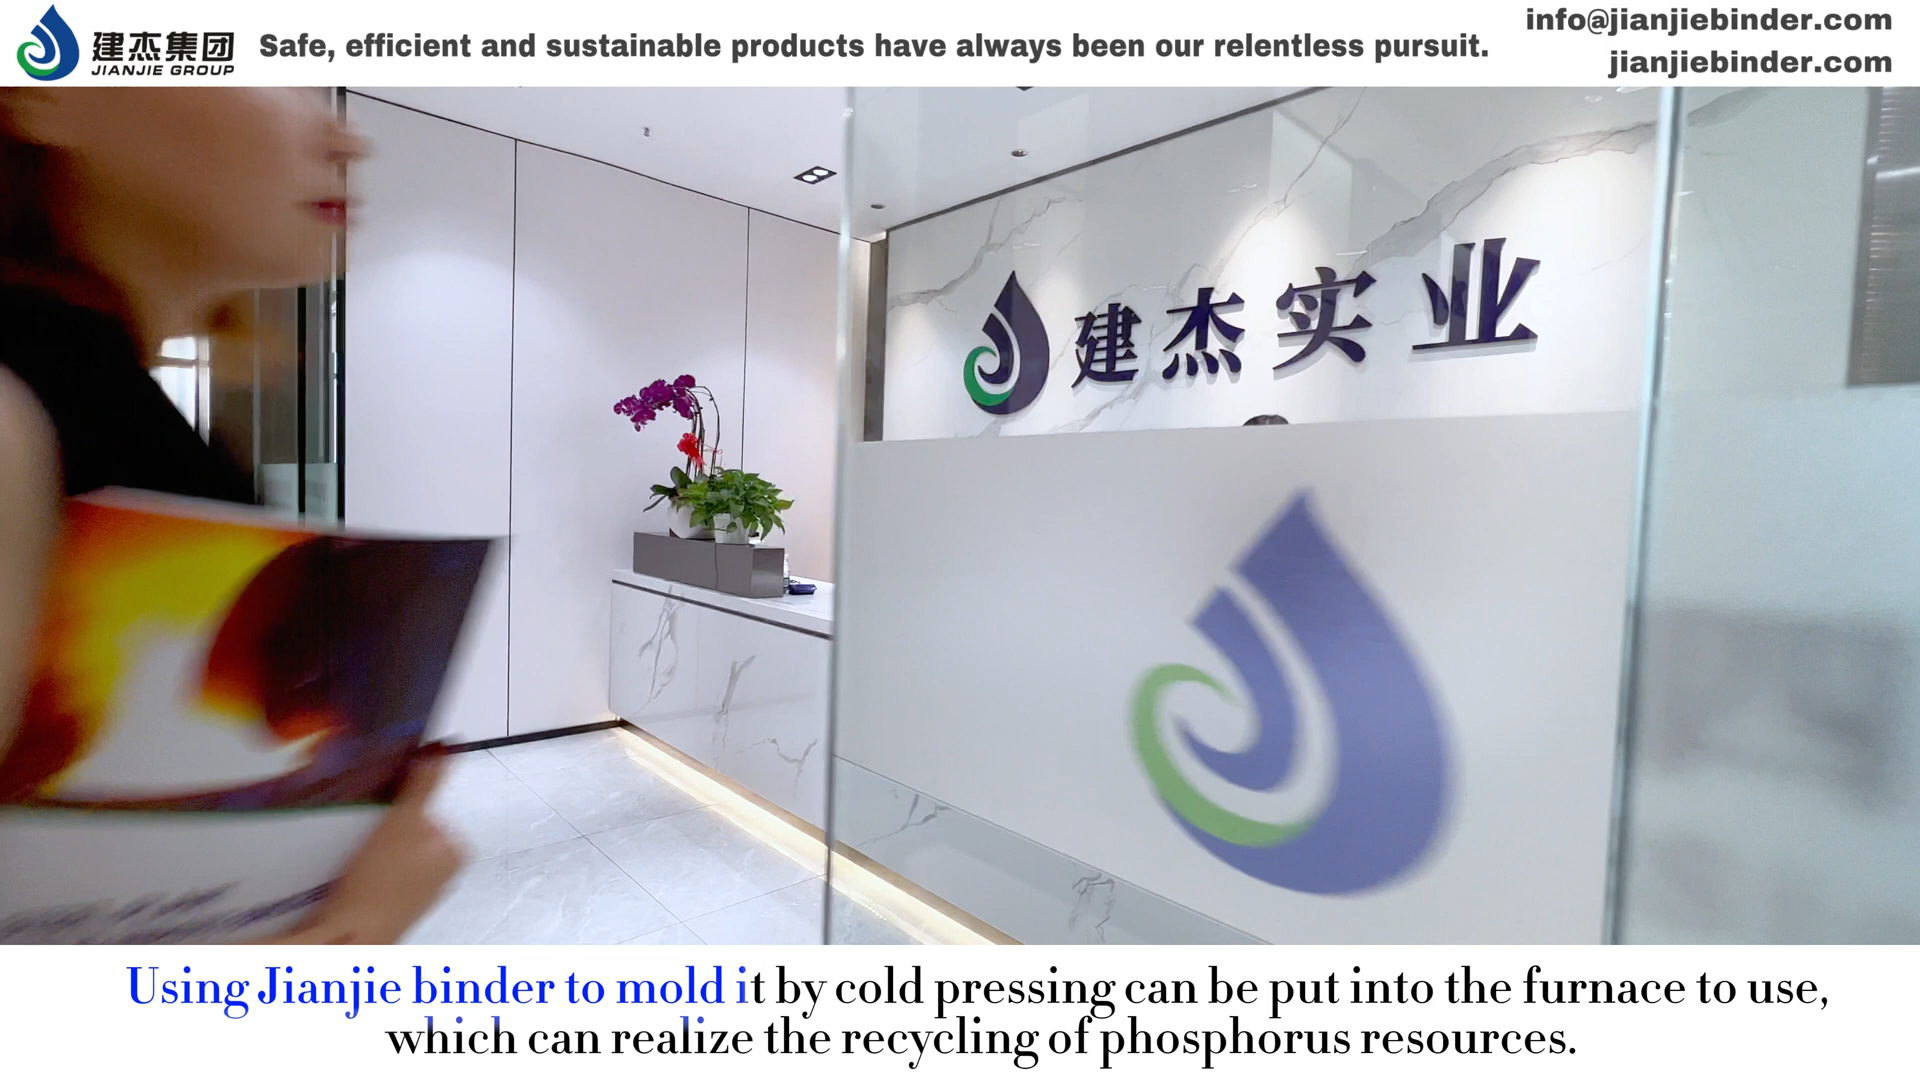 建杰集团
JIANJIE GROUP
Safe, efficient and sustainable products have always been our relentless pursuit.
info@jianjiebinder.com
jianjiebinder.com
建杰实业
Using Jianjie binder to mold it by cold pressing can be put into the furnace to use,
which can realize the recycling of phosphorus resources.